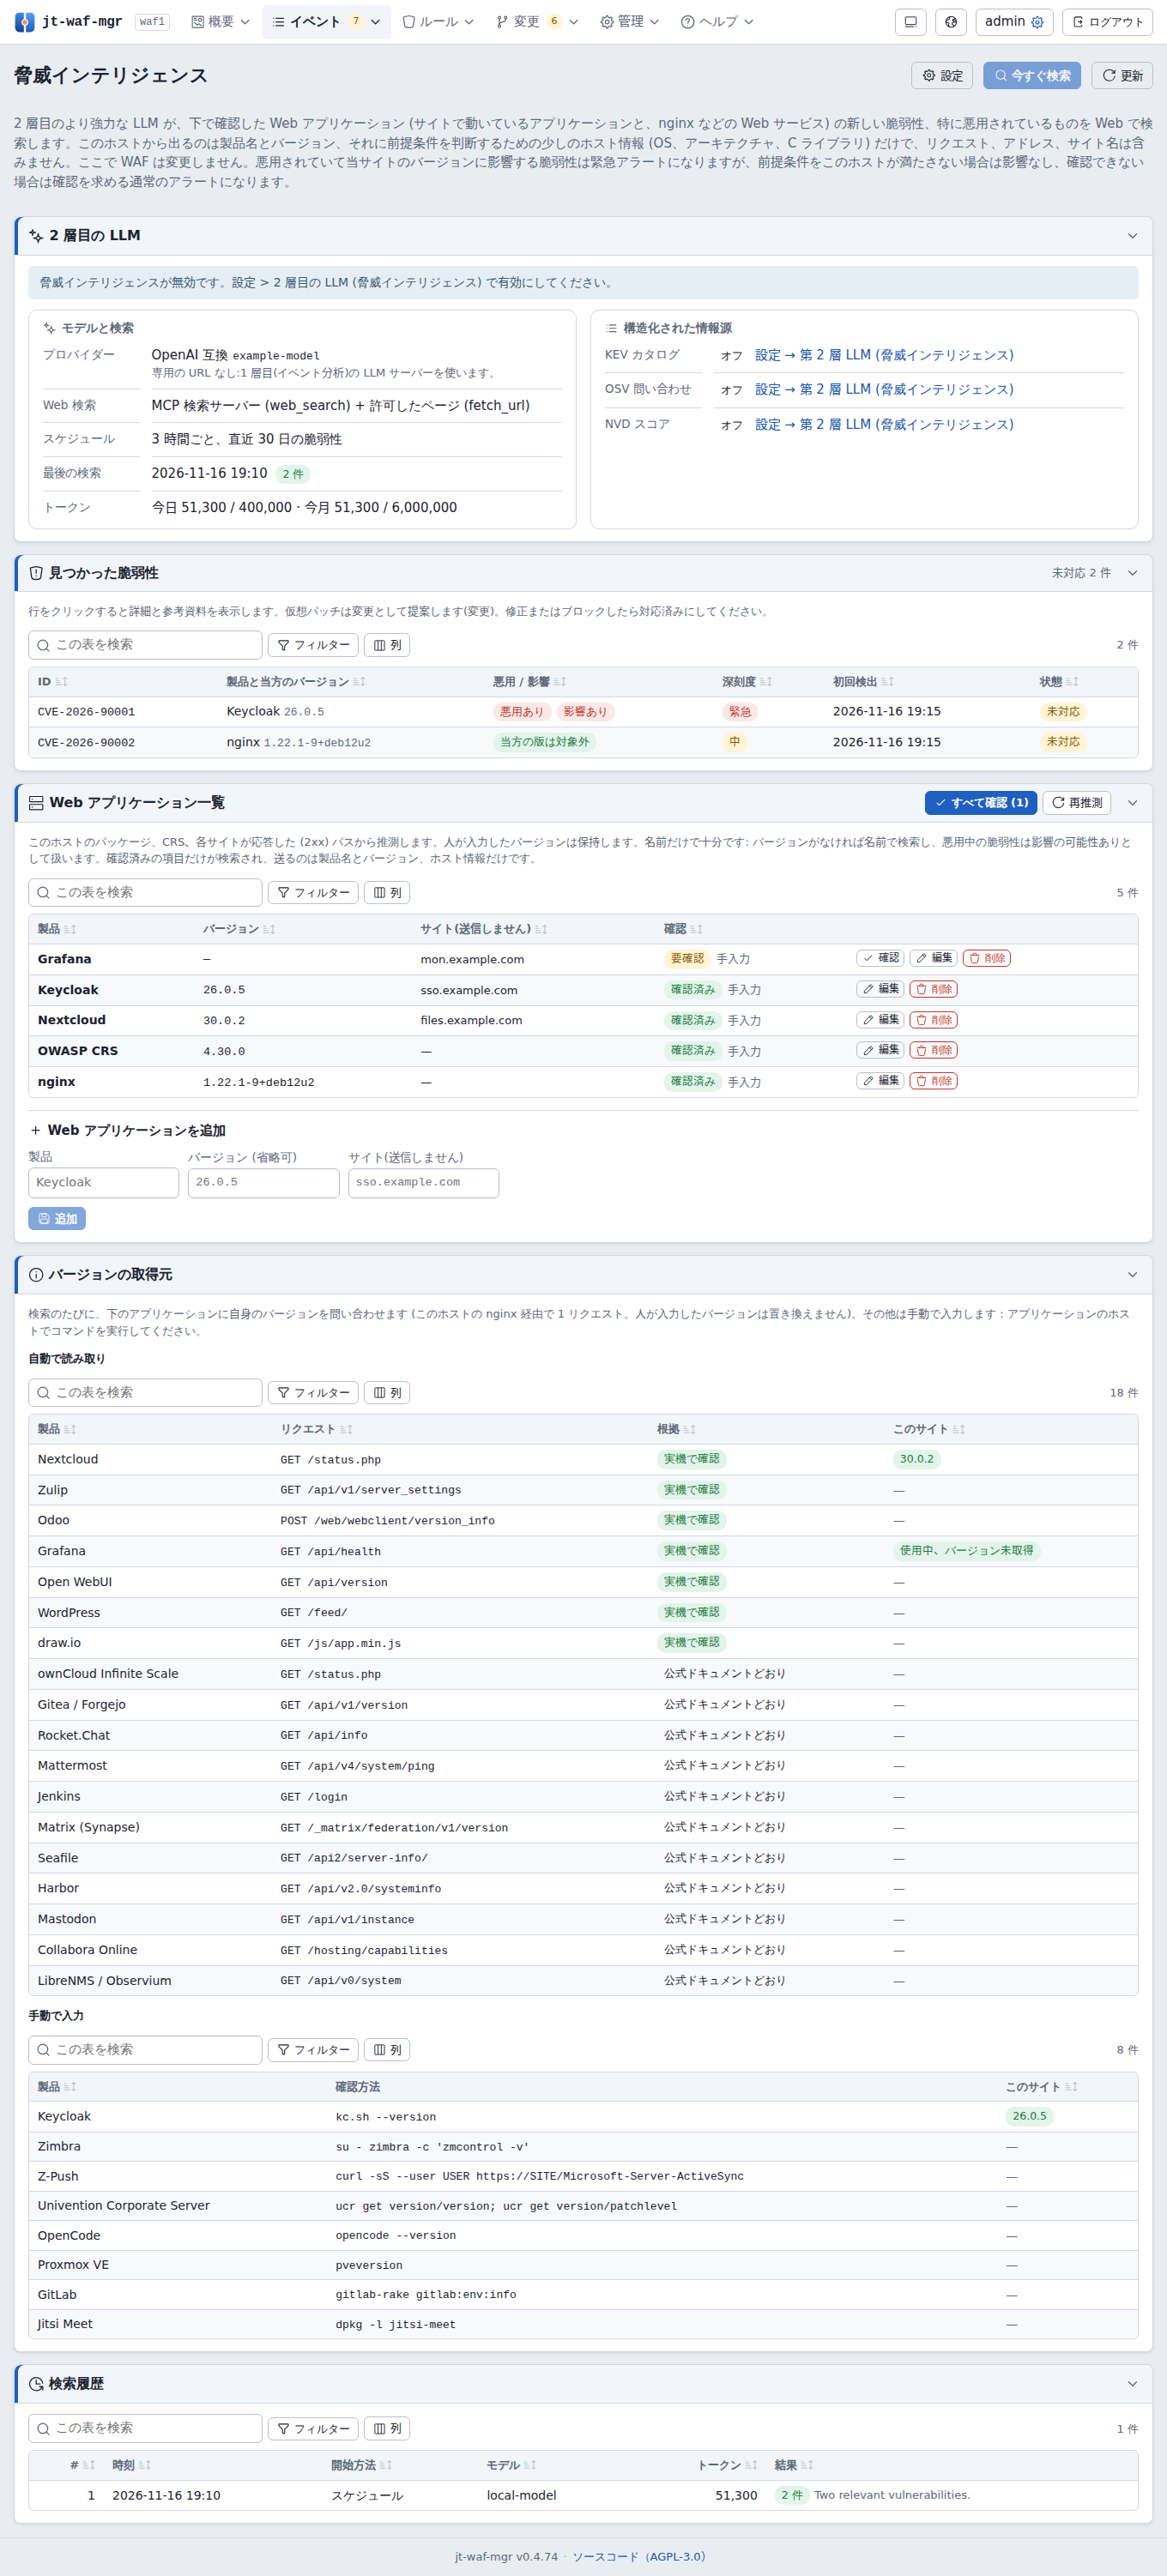 jt-waf-mgr waf1 概要 イベント 7 ルール 変更 6 管理 ヘルプ admin ログアウト
脅威インテリジェンス 設定 今すぐ検索 更新
2 層目のより強力な LLM が、下で確認した Web アプリケーション (サイトで動いているアプリケーションと、nginx などの Web サービス) の新しい脆弱性、特に悪用されているものを Web で検
索します。このホストから出るのは製品名とバージョン、それに前提条件を判断するための少しのホスト情報 (OS、アーキテクチャ、C ライブラリ) だけで、リクエスト、アドレス、サイト名は含
みません。ここで WAF は変更しません。悪用されていて当サイトのバージョンに影響する脆弱性は緊急アラートになりますが、前提条件をこのホストが満たさない場合は影響なし、確認できない
場合は確認を求める通常のアラートになります。
2 層目の LLM
脅威インテリジェンスが無効です。設定 > 2 層目の LLM (脅威インテリジェンス) で有効にしてください。
モデルと検索
プロバイダー OpenAI 互換 example-model
専用の URL なし:1 層目(イベント分析)の LLM サーバーを使います。
Web 検索 MCP 検索サーバー (web_search) + 許可したページ (fetch_url)
スケジュール 3 時間ごと、直近 30 日の脆弱性
最後の検索 2026-11-16 19:10 2 件
トークン 今日 51,300 / 400,000 · 今月 51,300 / 6,000,000
構造化された情報源
KEV カタログ オフ 設定 → 第 2 層 LLM (脅威インテリジェンス)
OSV 問い合わせ オフ 設定 → 第 2 層 LLM (脅威インテリジェンス)
NVD スコア オフ 設定 → 第 2 層 LLM (脅威インテリジェンス)
見つかった脆弱性 未対応 2 件
行をクリックすると詳細と参考資料を表示します。仮想パッチは変更として提案します(変更)。修正またはブロックしたら対応済みにしてください。
この表を検索 フィルター 列 2 件
ID 製品と当方のバージョン 悪用 / 影響 深刻度 初回検出 状態
CVE-2026-90001 Keycloak 26.0.5 悪用あり 影響あり 緊急 2026-11-16 19:15 未対応
CVE-2026-90002 nginx 1.22.1-9+deb12u2 当方の版は対象外 中 2026-11-16 19:15 未対応
Web アプリケーション一覧 すべて確認 (1) 再推測
このホストのパッケージ、CRS、各サイトが応答した (2xx) パスから推測します。人が入力したバージョンは保持します。名前だけで十分です: バージョンがなければ名前で検索し、悪用中の脆弱性は影響の可能性ありと
して扱います。確認済みの項目だけが検索され、送るのは製品名とバージョン、ホスト情報だけです。
この表を検索 フィルター 列 5 件
製品 バージョン サイト(送信しません) 確認
Grafana — mon.example.com 要確認 手入力 確認 編集 削除
Keycloak 26.0.5 sso.example.com 確認済み 手入力 編集 削除
Nextcloud 30.0.2 files.example.com 確認済み 手入力 編集 削除
OWASP CRS 4.30.0 — 確認済み 手入力 編集 削除
nginx 1.22.1-9+deb12u2 — 確認済み 手入力 編集 削除
Web アプリケーションを追加
製品 バージョン (省略可) サイト(送信しません)
Keycloak 26.0.5 sso.example.com
追加
バージョンの取得元
検索のたびに、下のアプリケーションに自身のバージョンを問い合わせます (このホストの nginx 経由で 1 リクエスト。人が入力したバージョンは置き換えません)。その他は手動で入力します：アプリケーションのホス
トでコマンドを実行してください。
自動で読み取り
この表を検索 フィルター 列 18 件
製品 リクエスト 根拠 このサイト
Nextcloud GET /status.php 実機で確認 30.0.2
Zulip GET /api/v1/server_settings 実機で確認 —
Odoo POST /web/webclient/version_info 実機で確認 —
Grafana GET /api/health 実機で確認 使用中、バージョン未取得
Open WebUI GET /api/version 実機で確認 —
WordPress GET /feed/ 実機で確認 —
draw.io GET /js/app.min.js 実機で確認 —
ownCloud Infinite Scale GET /status.php 公式ドキュメントどおり —
Gitea / Forgejo GET /api/v1/version 公式ドキュメントどおり —
Rocket.Chat GET /api/info 公式ドキュメントどおり —
Mattermost GET /api/v4/system/ping 公式ドキュメントどおり —
Jenkins GET /login 公式ドキュメントどおり —
Matrix (Synapse) GET /_matrix/federation/v1/version 公式ドキュメントどおり —
Seafile GET /api2/server-info/ 公式ドキュメントどおり —
Harbor GET /api/v2.0/systeminfo 公式ドキュメントどおり —
Mastodon GET /api/v1/instance 公式ドキュメントどおり —
Collabora Online GET /hosting/capabilities 公式ドキュメントどおり —
LibreNMS / Observium GET /api/v0/system 公式ドキュメントどおり —
手動で入力
この表を検索 フィルター 列 8 件
製品 確認方法 このサイト
Keycloak kc.sh --version 26.0.5
Zimbra su - zimbra -c 'zmcontrol -v' —
Z-Push curl -sS --user USER https://SITE/Microsoft-Server-ActiveSync —
Univention Corporate Server ucr get version/version; ucr get version/patchlevel —
OpenCode opencode --version —
Proxmox VE pveversion —
GitLab gitlab-rake gitlab:env:info —
Jitsi Meet dpkg -l jitsi-meet —
検索履歴
この表を検索 フィルター 列 1 件
# 時刻 開始方法 モデル トークン 結果
1 2026-11-16 19:10 スケジュール local-model 51,300 2 件 Two relevant vulnerabilities.
jt-waf-mgr v0.4.74 · ソースコード（AGPL-3.0）